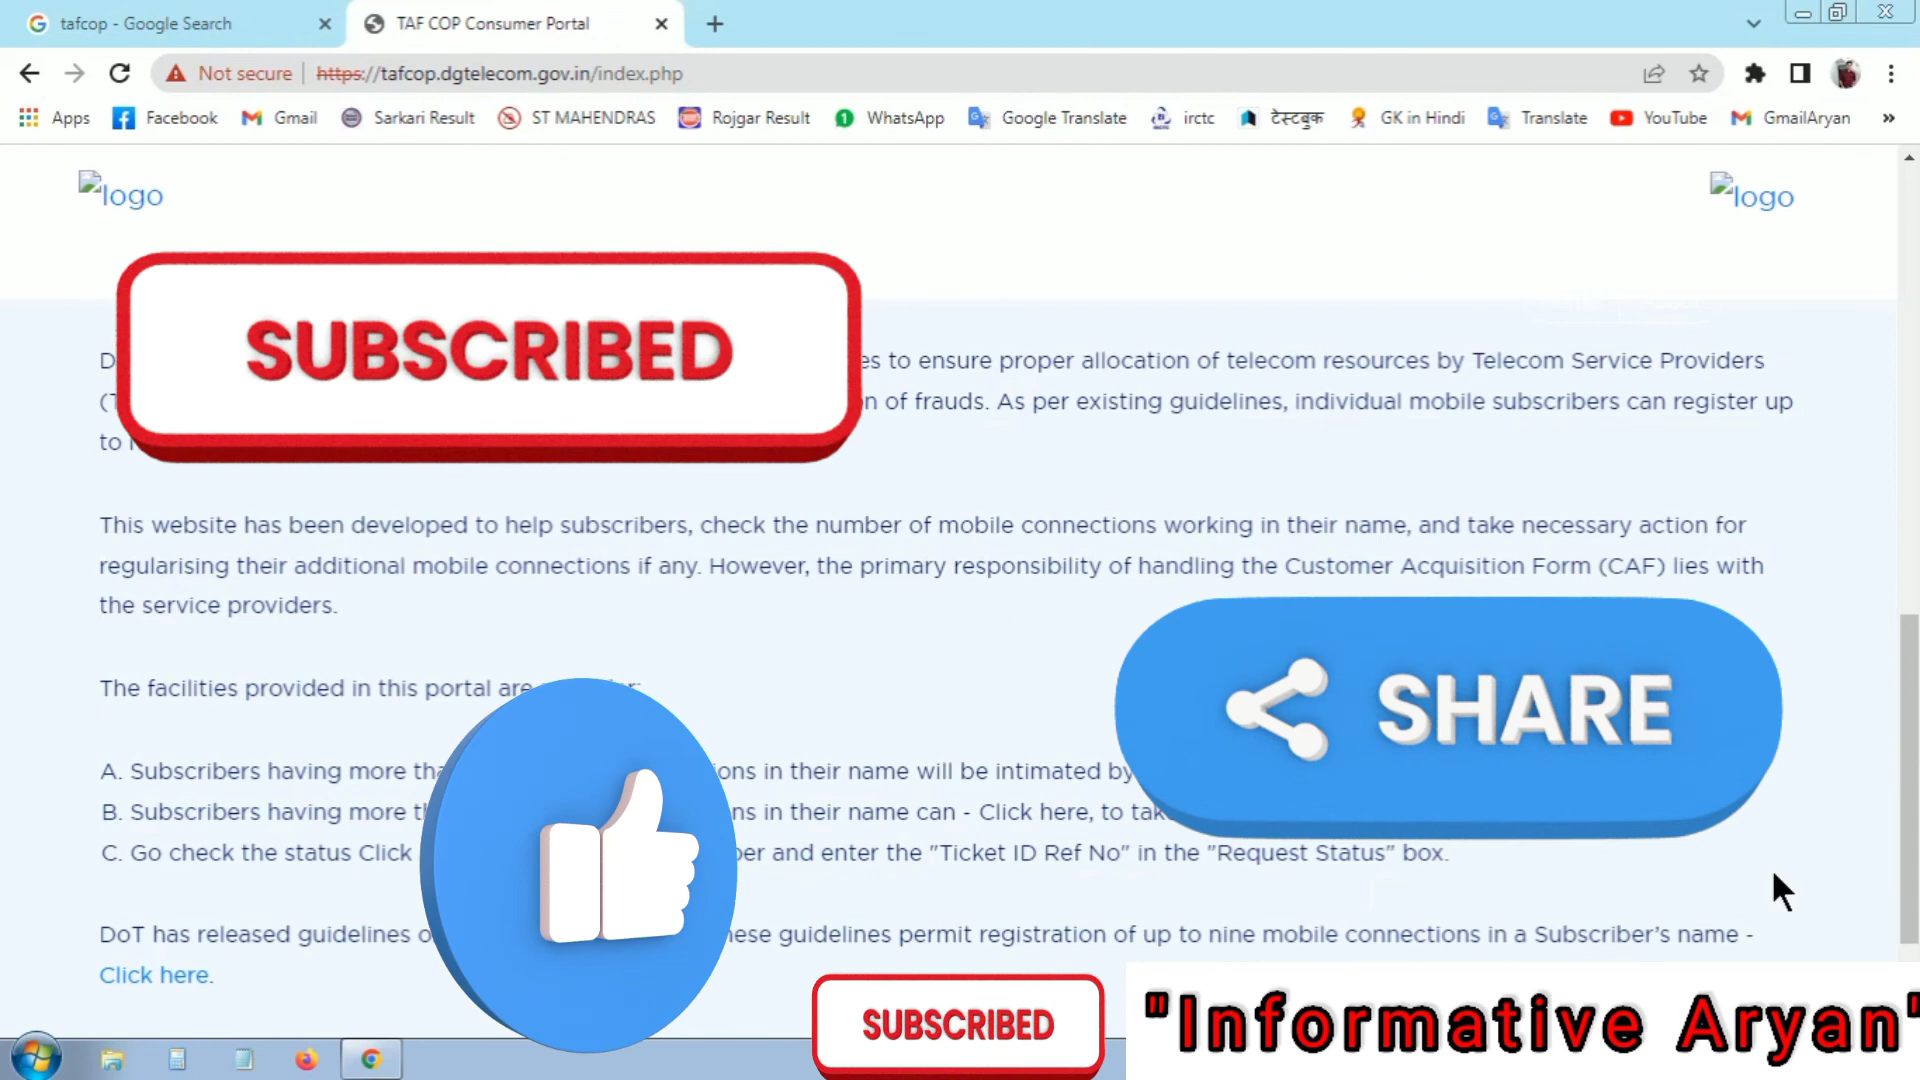 tafcop - Google Search
TAF COP Consumer Portal
Not secure
https://tafcop.dgtelecom.gov.in/index.php
Apps
Facebook
Gmail
Sarkari Result
ST MAHENDRAS
Rojgar Result
1 WhatsApp
Google Translate
irctc
टेस्टबुक
GK in Hindi
Translate
YouTube
GmailAryan
»
logo
logo
SUBSCRIBED
D
es to ensure proper allocation of telecom resources by Telecom Service Providers
n of frauds. As per existing guidelines, individual mobile subscribers can register up
to
This website has been developed to help subscribers, check the number of mobile connections working in their name, and take necessary action for
regularising their additional mobile connections if any. However, the primary responsibility of handling the Customer Acquisition Form (CAF) lies with
the service providers.
SHARE
The facilities provided in this portal are
A. Subscribers having more tha
ons in their name will be intimated by
B. Subscribers having more
ns in their name can - Click here, to tak
C. Go check the status Click
er and enter the "Ticket ID Ref No" in the "Request Status" box.
DoT has released guidelines o
hese guidelines permit registration of up to nine mobile connections in a Subscriber's name -
Click here.
SUBSCRIBED
"Informative Aryan"